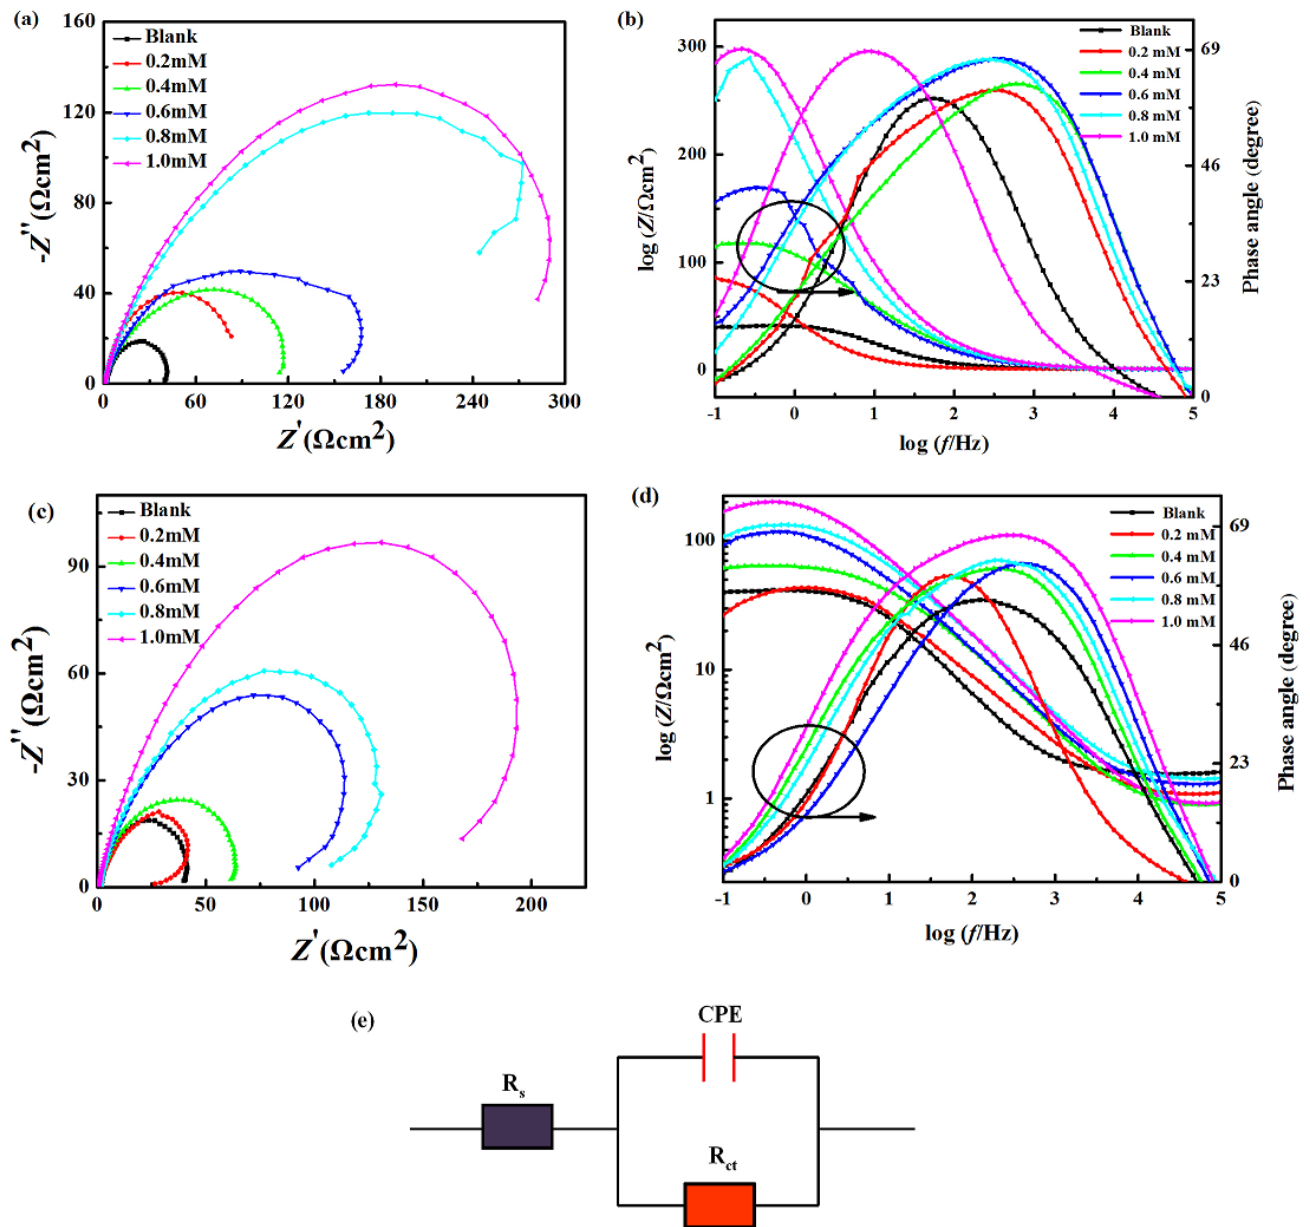 (a)
160
120
80
40
0
-Z''(Ωcm2)
Blank
0.2mM
0.4mM
0.6mM
0.8mM
1.0mM
0 60 120 180 240 300
Z'(Ωcm2)
(b)
300
200
100
0
log (Z/Ωcm2)
Blank
0.2 mM
0.4 mM
0.6 mM
0.8 mM
1.0 mM
69
46
23
0
Phase angle (degree)
-1 0 1 2 3 4 5
log (f/Hz)
(c)
90
60
30
0
-Z''(Ωcm2)
Blank
0.2mM
0.4mM
0.6mM
0.8mM
1.0mM
0 50 100 150 200
Z'(Ωcm2)
(d)
100
10
1
log (Z/Ωcm2)
Blank
0.2 mM
0.4 mM
0.6 mM
0.8 mM
1.0 mM
69
46
23
0
Phase angle (degree)
-1 0 1 2 3 4 5
log (f/Hz)
(e)
CPE
Rs
Rct